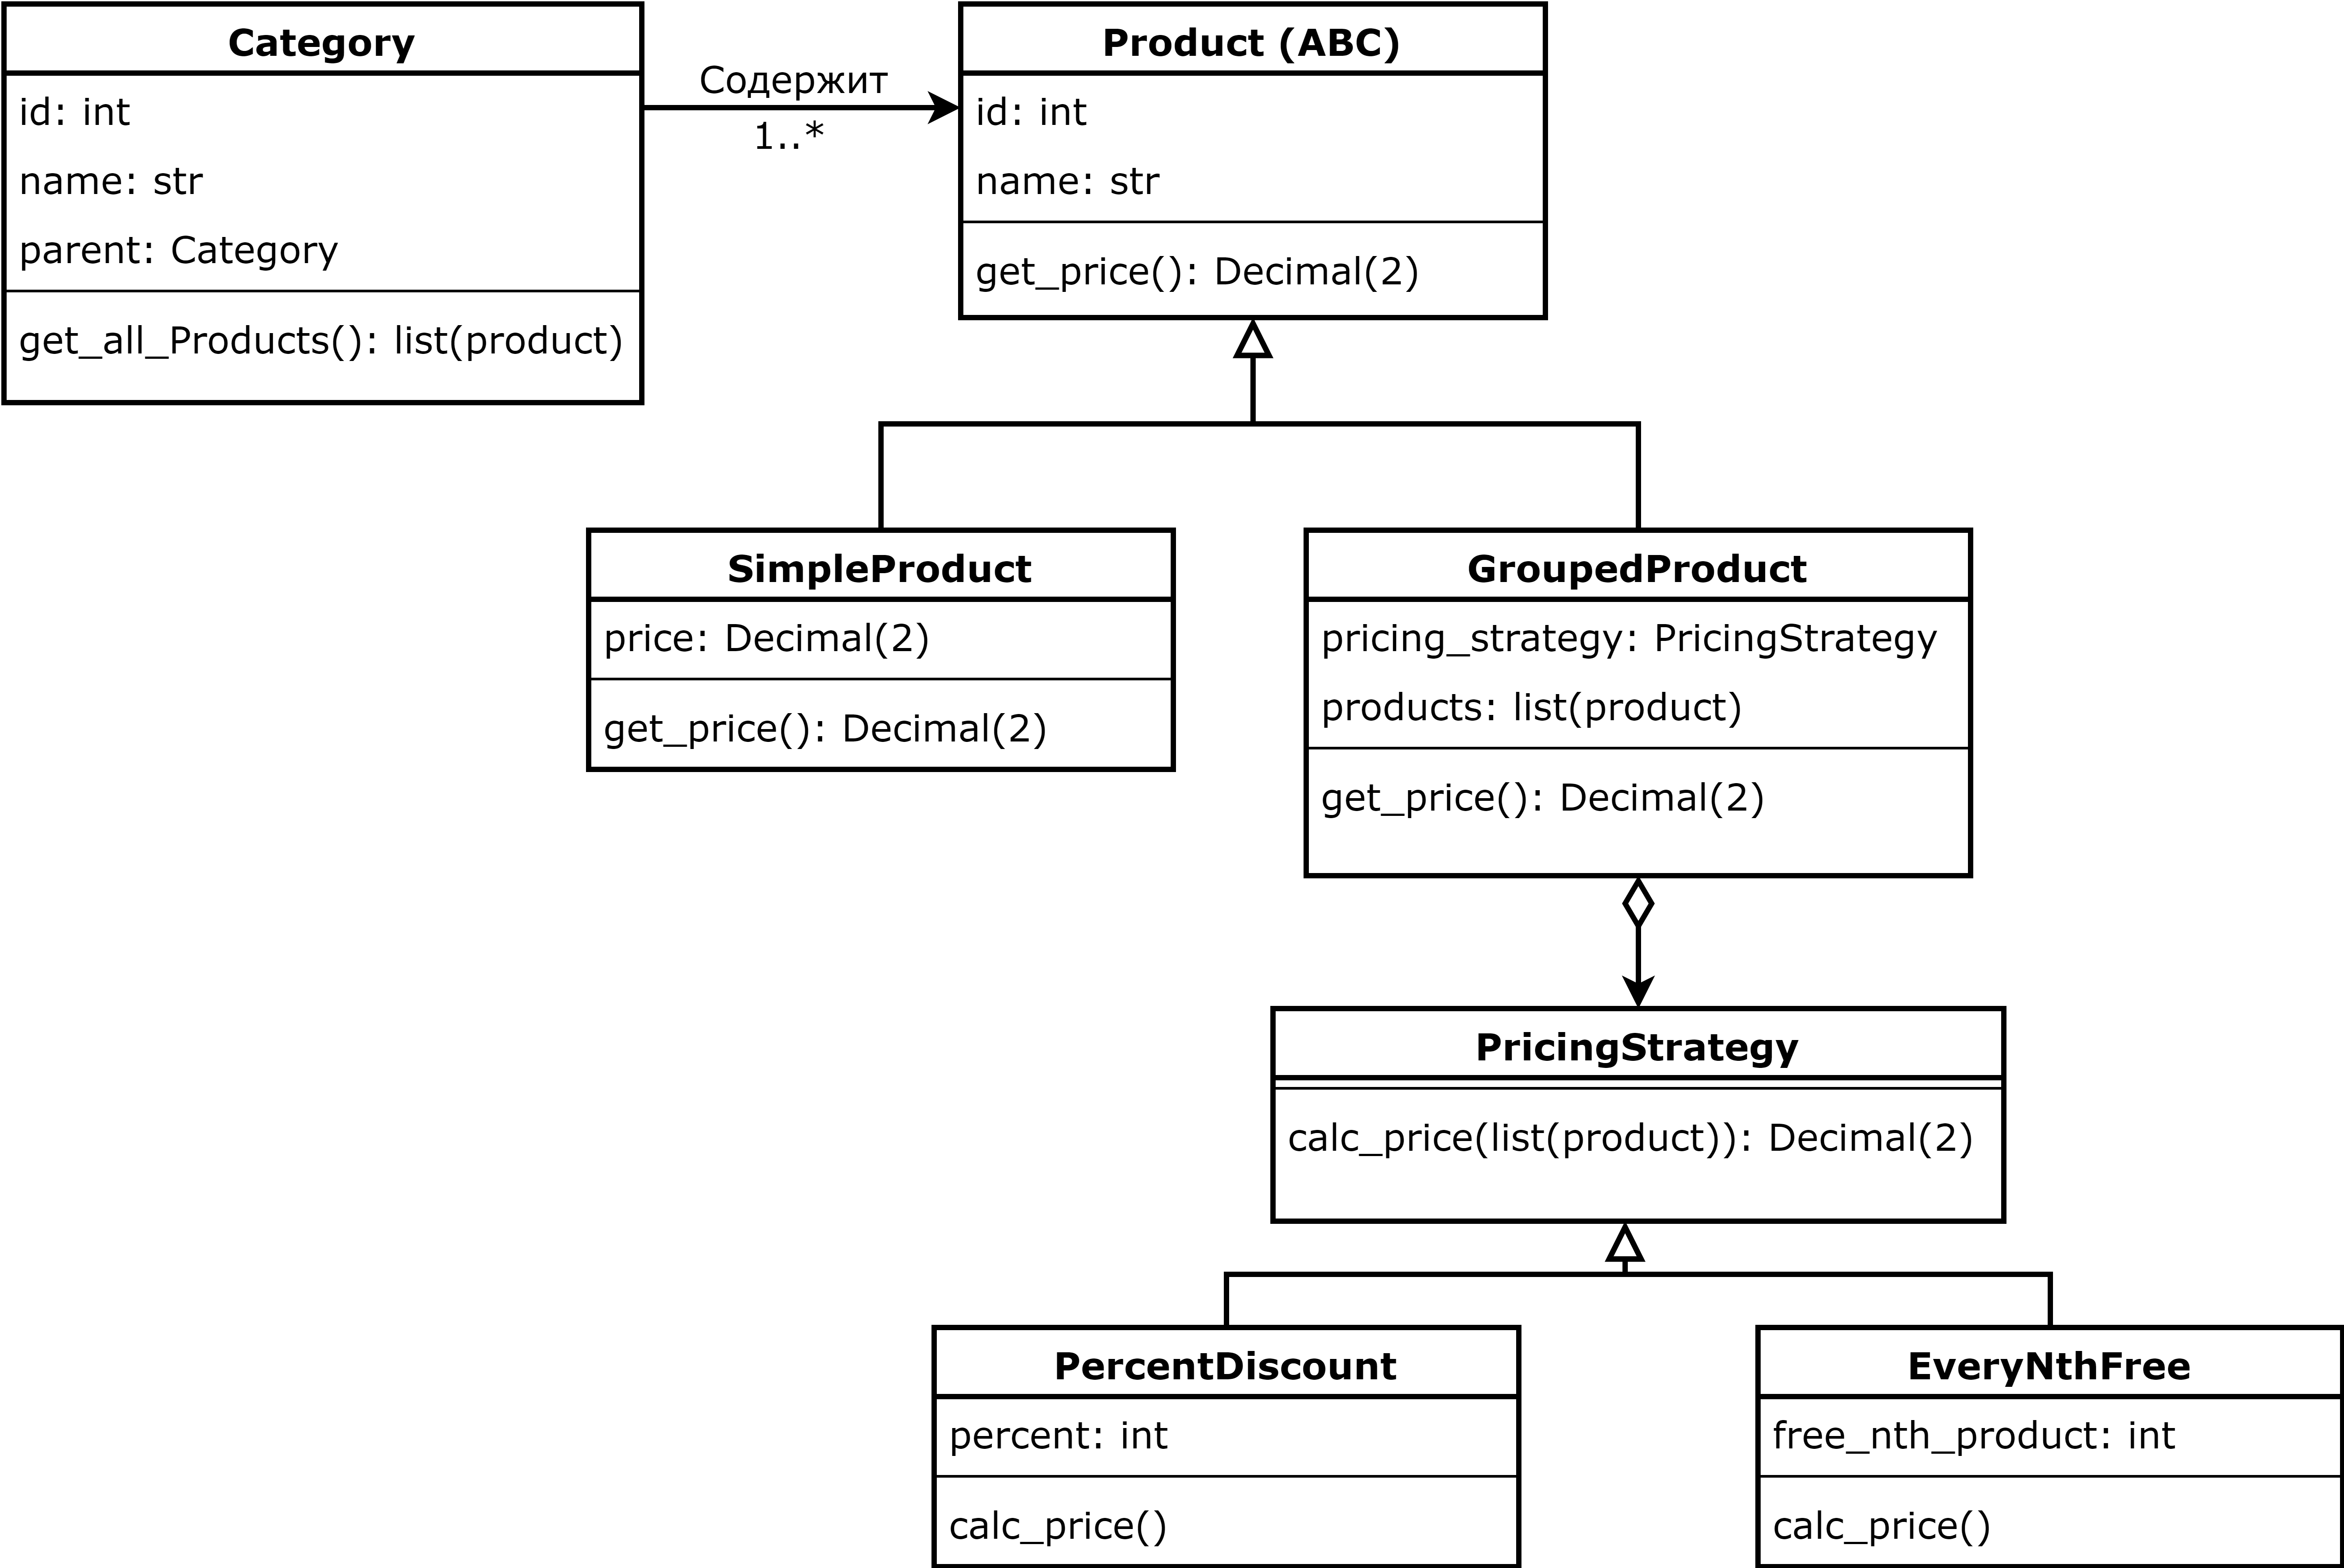 Category
id: int
name: str
parent: Category
get_all_Products(): list(product)
Содержит
1..*
Product (ABC)
id: int
name: str
get_price(): Decimal(2)
SimpleProduct
price: Decimal(2)
get_price(): Decimal(2)
GroupedProduct
pricing_strategy: PricingStrategy
products: list(product)
get_price(): Decimal(2)
PricingStrategy
calc_price(list(product)): Decimal(2)
PercentDiscount
percent: int
calc_price()
EveryNthFree
free_nth_product: int
calc_price()